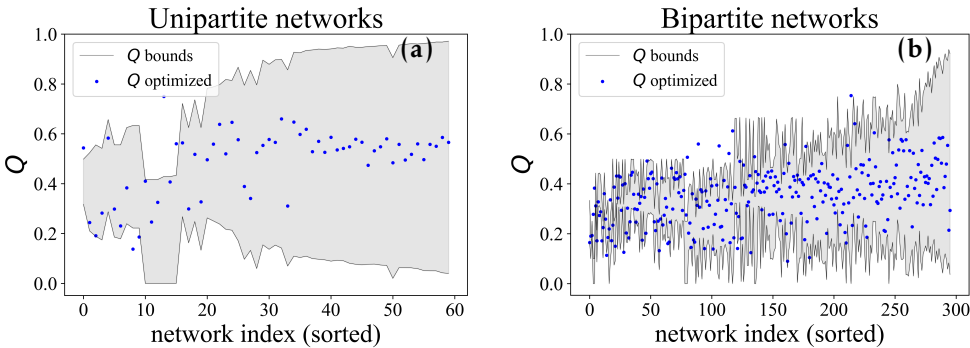 Unipartite networks
Q
1.0
0.8
0.6
0.4
0.2
0.0
Q bounds
Q optimized
(a)
0 10 20 30 40 50 60
network index (sorted)
Bipartite networks
Q
1.0
0.8
0.6
0.4
0.2
0.0
Q bounds
Q optimized
(b)
0 50 100 150 200 250 300
network index (sorted)